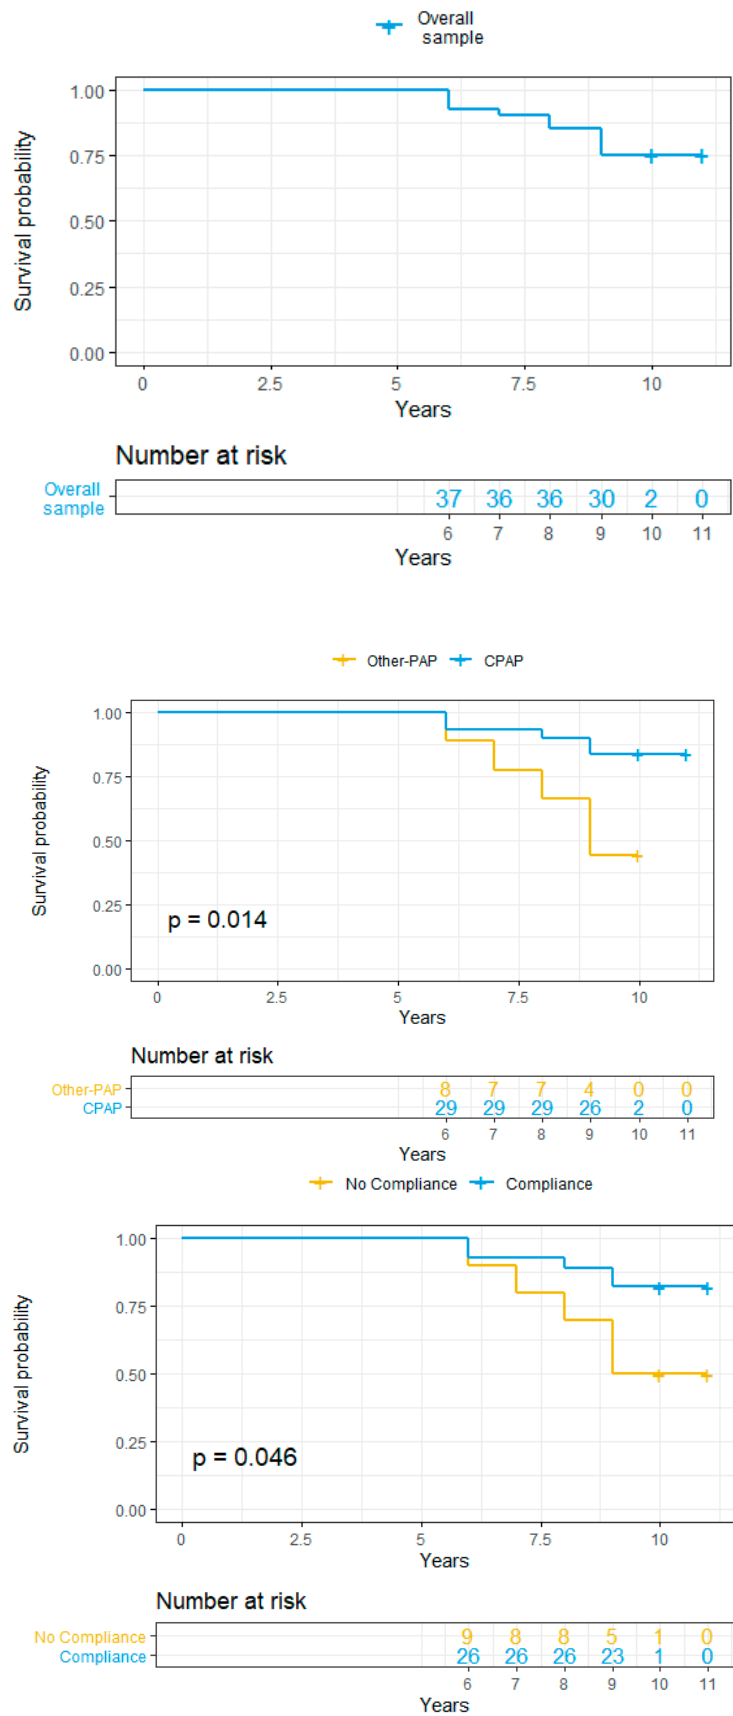 Overall
sample
Survival probability
1.00
0.75
0.50
0.25
0.00
0 2.5 5 7.5 10
Years
Number at risk
Overall
sample
37 36 36 30 2 0
6 7 8 9 10 11
Years
Other-PAP CPAP
Survival probability
1.00
0.75
0.50
0.25
0.00
p = 0.014
0 2.5 5 7.5 10
Years
Number at risk
Other-PAP 8 7 7 4 0 0
CPAP 29 29 29 26 2 0
6 7 8 9 10 11
Years
No Compliance Compliance
Survival probability
1.00
0.75
0.50
0.25
0.00
p = 0.046
0 2.5 5 7.5 10
Years
Number at risk
No Compliance 9 8 8 5 1 0
Compliance 26 26 26 23 1 0
6 7 8 9 10 11
Years